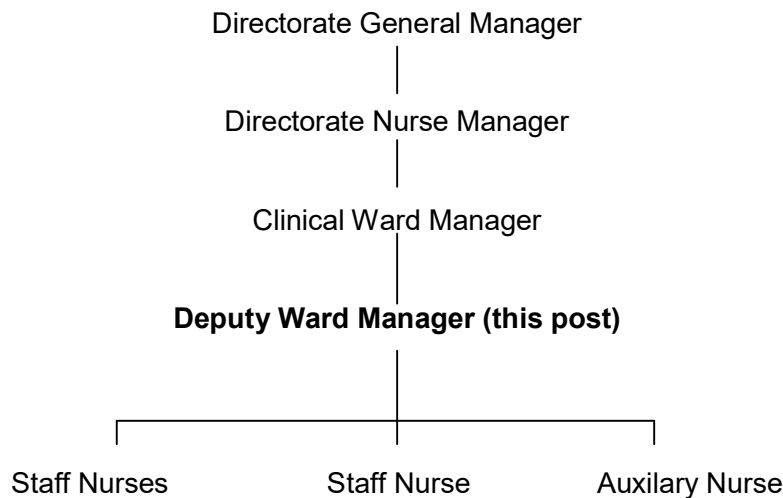 Directorate General Manager
Directorate Nurse Manager
Clinical Ward Manager
Deputy Ward Manager (this post)
Staff Nurses Staff Nurse Auxilary Nurse